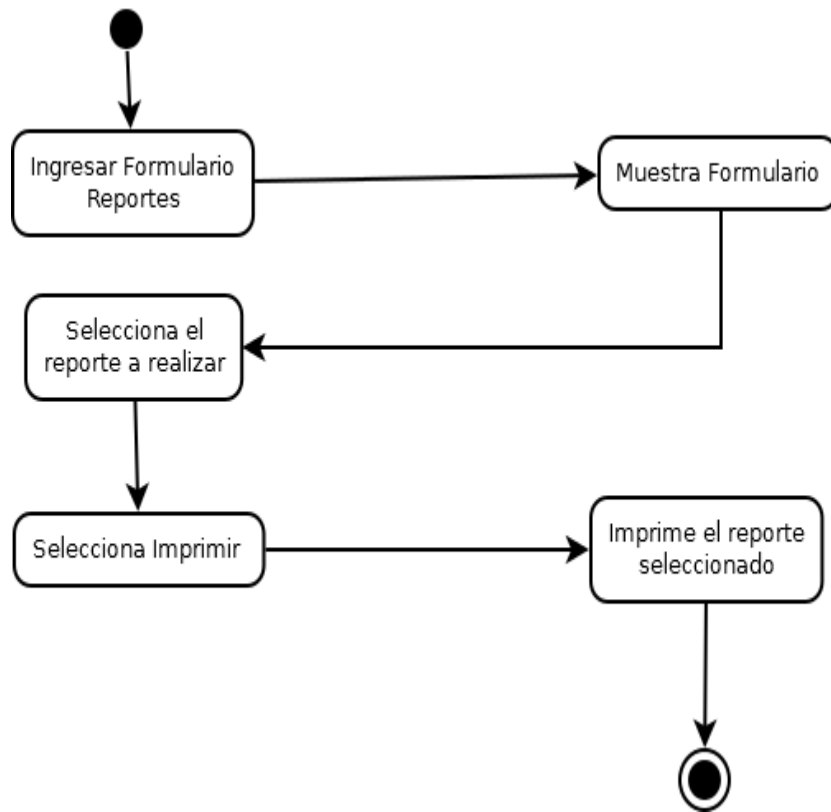 Ingresar Formulario
Reportes
Muestra Formulario
Selecciona el
reporte a realizar
Selecciona Imprimir
Imprime el reporte
seleccionado